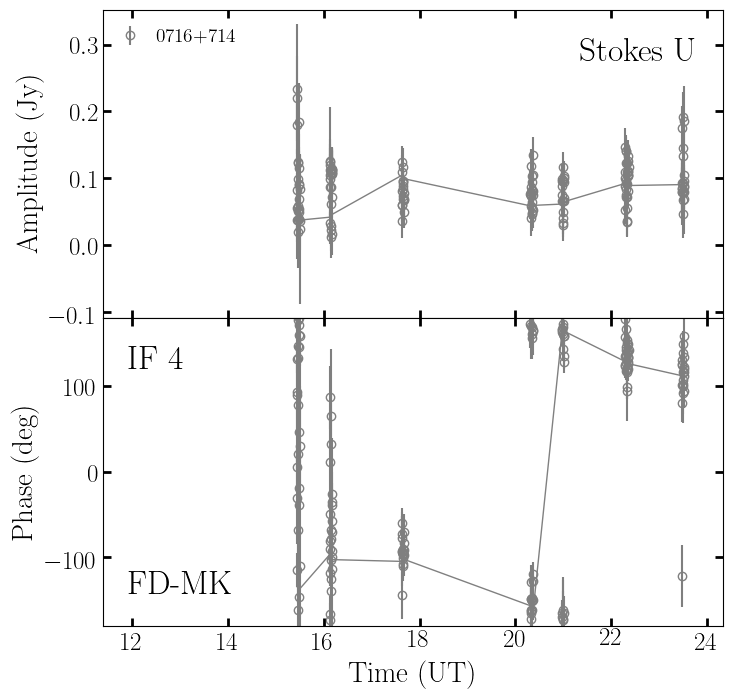 0716+714
Stokes U
0.3
0.2
0.1
0.0
−0.1
Amplitude (Jy)
IF 4
100
0
−100
Phase (deg)
FD-MK
12 14 16 18 20 22 24
Time (UT)